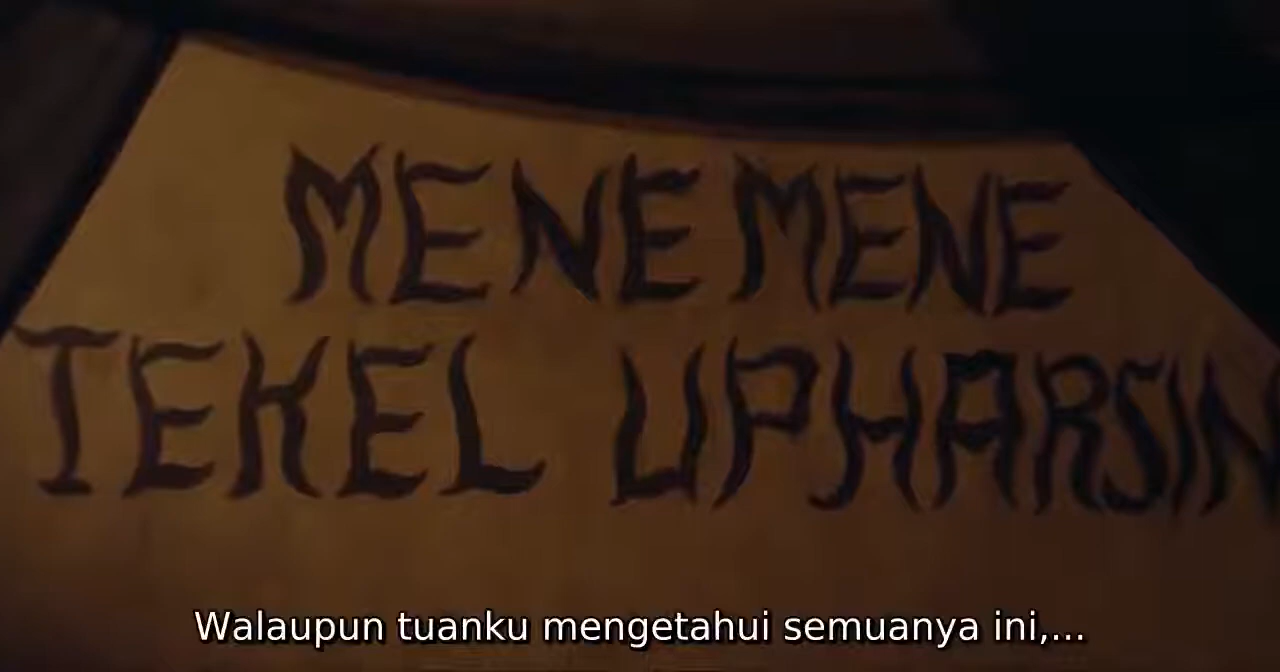 MENE MENE
TEKEL UPHARSIN
Walaupun tuanku mengetahui semuanya ini,...